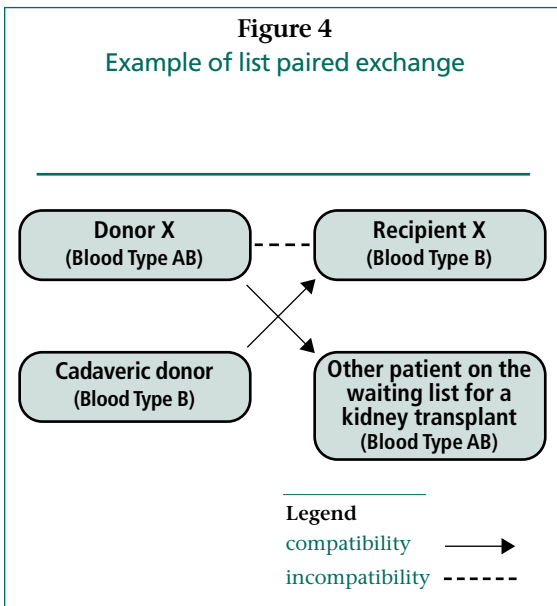 Figure 4
Example of list paired exchange
Donor X
(Blood Type AB)
Recipient X
(Blood Type B)
Cadaveric donor
(Blood Type B)
Other patient on the
waiting list for a
kidney transplant
(Blood Type AB)
Legend
compatibility
incompatibility